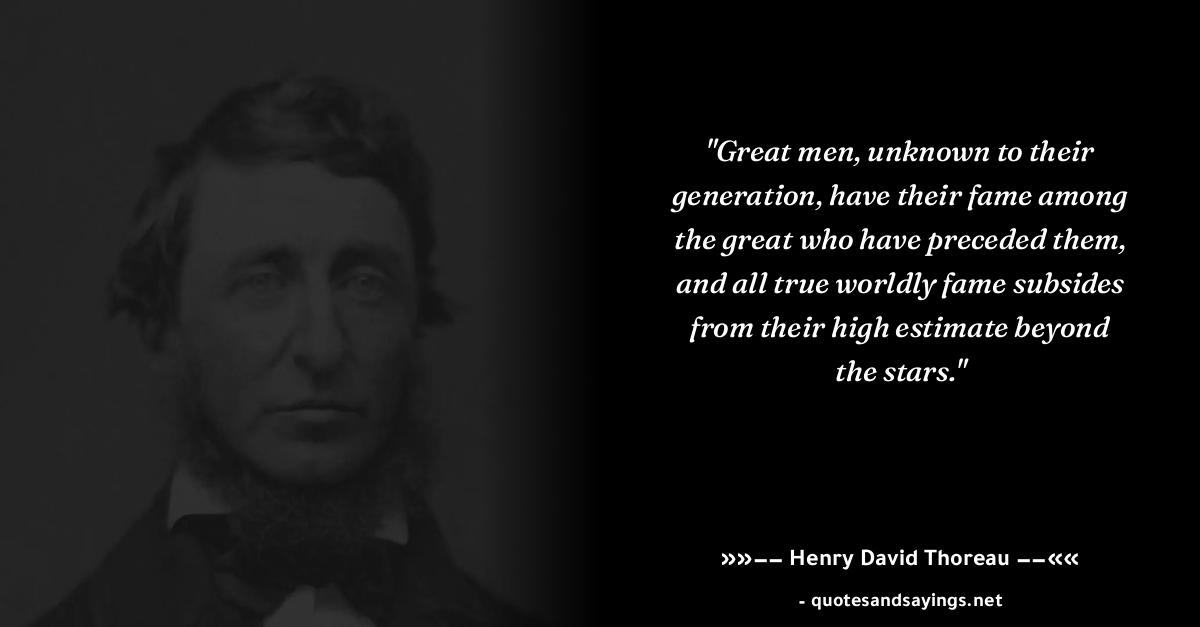 "Great men, unknown to their
generation, have their fame among
the great who have preceded them,
and all true worldly fame subsides
from their high estimate beyond
the stars."
»»−− Henry David Thoreau −−««
- quotesandsayings.net